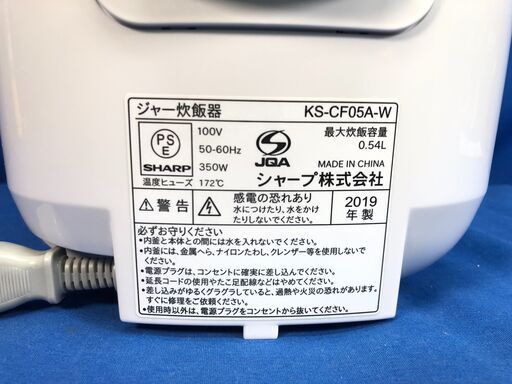 ジャー炊飯器 KS-CF05A-W
PS
E
SHARP
100V
50-60Hz
350W
温度ヒューズ 172℃
JQA
最大炊飯容量
0.54L
MADE IN CHINA
シャープ株式会社
警告
感電の恐れあり
水につけたり、水をかけ
たりしないでください。
2019
年製
必ずお守りください
•内釜と本体との間には水を入れないでください。
•内釜には、金属へら、ナイロンたわし、クレンザー等を使用しない
でください。
•電源プラグは、コンセントに確実に差し込んでください。
•延長コードの使用やたこ足配線などはやめてください。
•差し込みがゆるくグラグラしていると、過熱や火災の恐れがあります。
すぐに修理をご依頼ください。
•使用時以外は、電源プラグをコンセントから抜いてください。